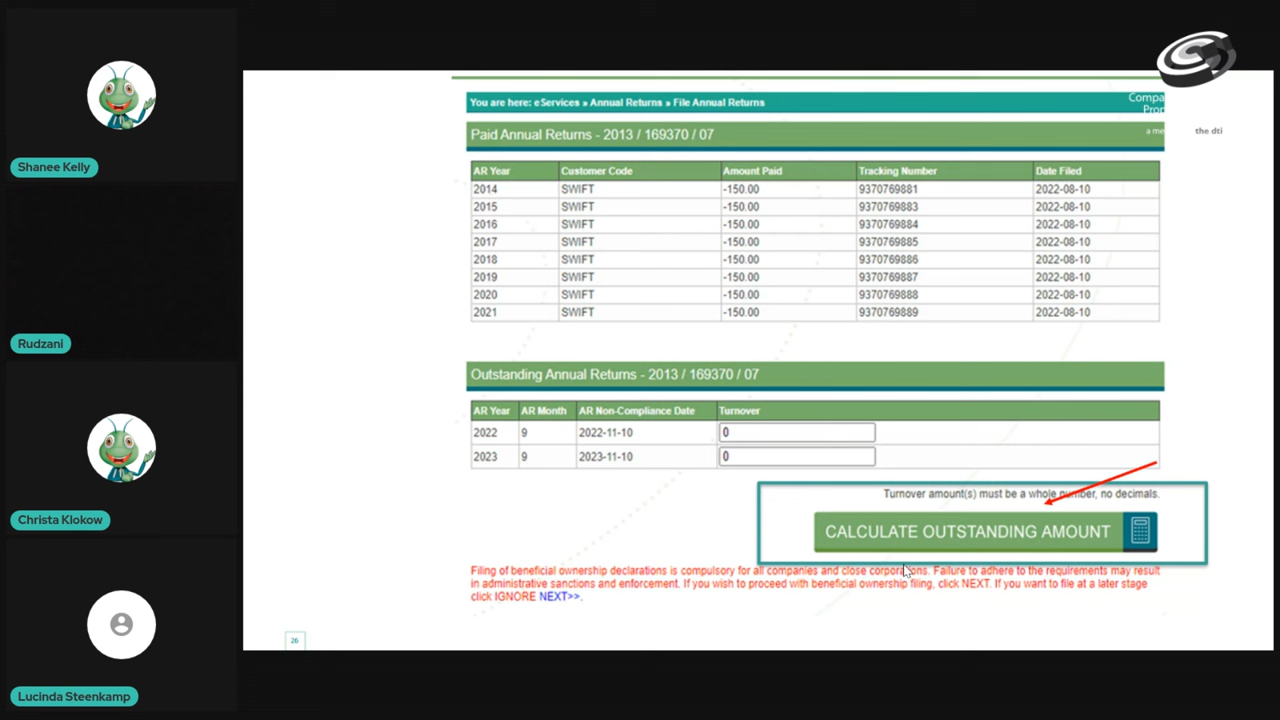 Shanee Kelly
Rudzani
Christa Klokow
Lucinda Steenkamp
You are here: eServices » Annual Returns » File Annual Returns
Compa
Prop
a me
the dti
Paid Annual Returns - 2013 / 169370 / 07
AR Year Customer Code Amount Paid Tracking Number Date Filed
2014 SWIFT -150.00 9370769881 2022-08-10
2015 SWIFT -150.00 9370769883 2022-08-10
2016 SWIFT -150.00 9370769884 2022-08-10
2017 SWIFT -150.00 9370769885 2022-08-10
2018 SWIFT -150.00 9370769886 2022-08-10
2019 SWIFT -150.00 9370769887 2022-08-10
2020 SWIFT -150.00 9370769888 2022-08-10
2021 SWIFT -150.00 9370769889 2022-08-10
Outstanding Annual Returns - 2013 / 169370 / 07
AR Year AR Month AR Non-Compliance Date Turnover
2022 9 2022-11-10 0
2023 9 2023-11-10 0
Turnover amount(s) must be a whole number, no decimals.
CALCULATE OUTSTANDING AMOUNT
Filing of beneficial ownership declarations is compulsory for all companies and close corporations. Failure to adhere to the requirements may result
in administrative sanctions and enforcement. If you wish to proceed with beneficial ownership filing, click NEXT. If you want to file at a later stage
click IGNORE NEXT>>.
26